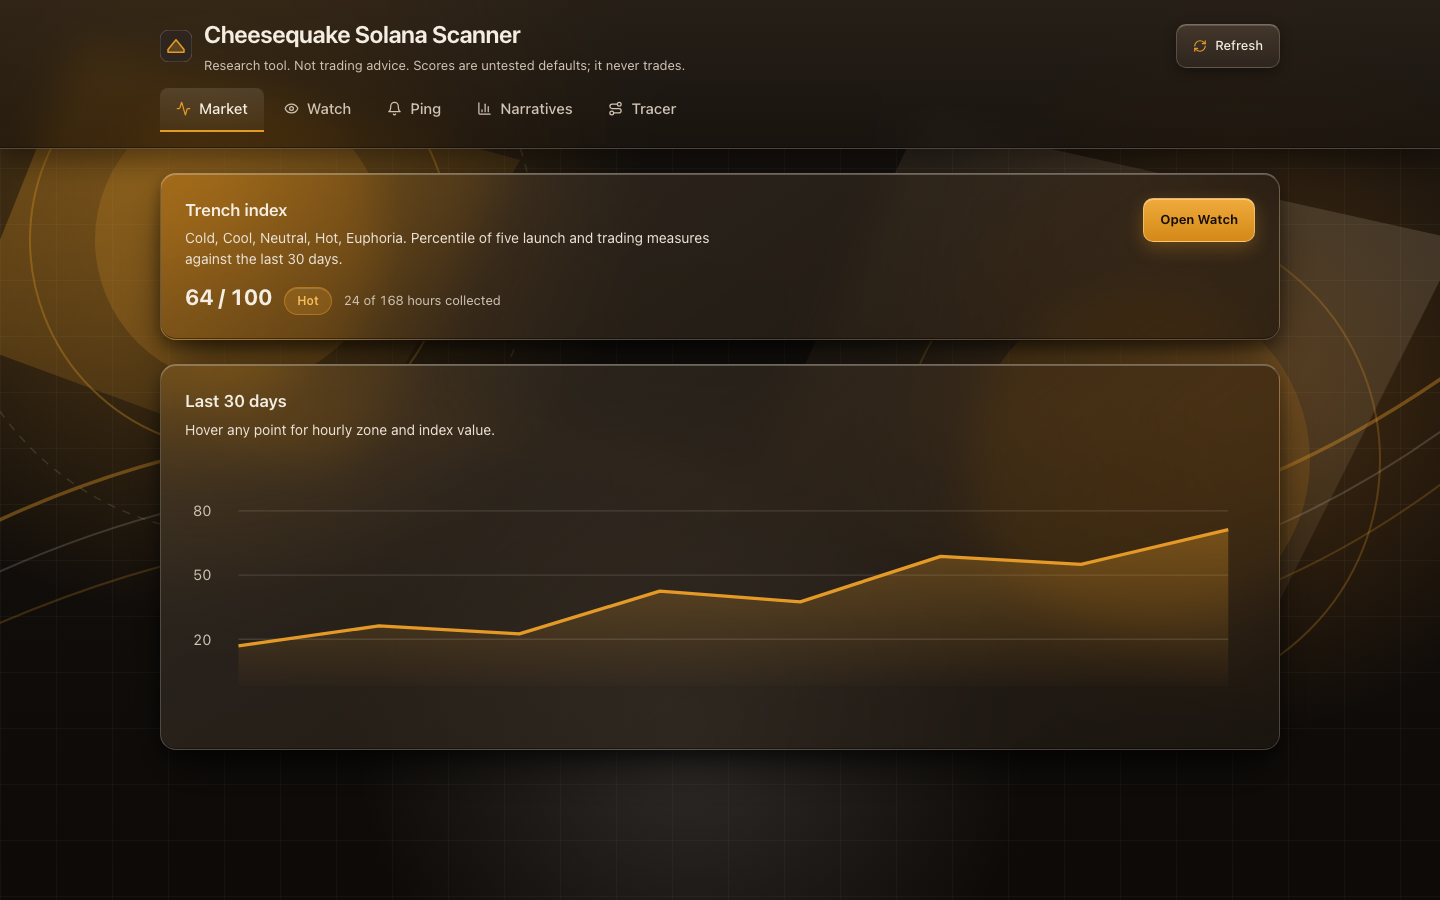 Cheesequake Solana Scanner
Research tool. Not trading advice. Scores are untested defaults; it never trades.
Refresh
Market
Watch
Ping
Narratives
Tracer
Trench index
Cold, Cool, Neutral, Hot, Euphoria. Percentile of five launch and trading measures
against the last 30 days.
Open Watch
64 / 100
Hot
24 of 168 hours collected
Last 30 days
Hover any point for hourly zone and index value.
80
50
20